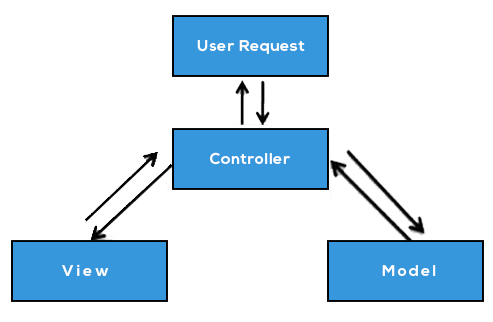 User Request
Controller
View
Model